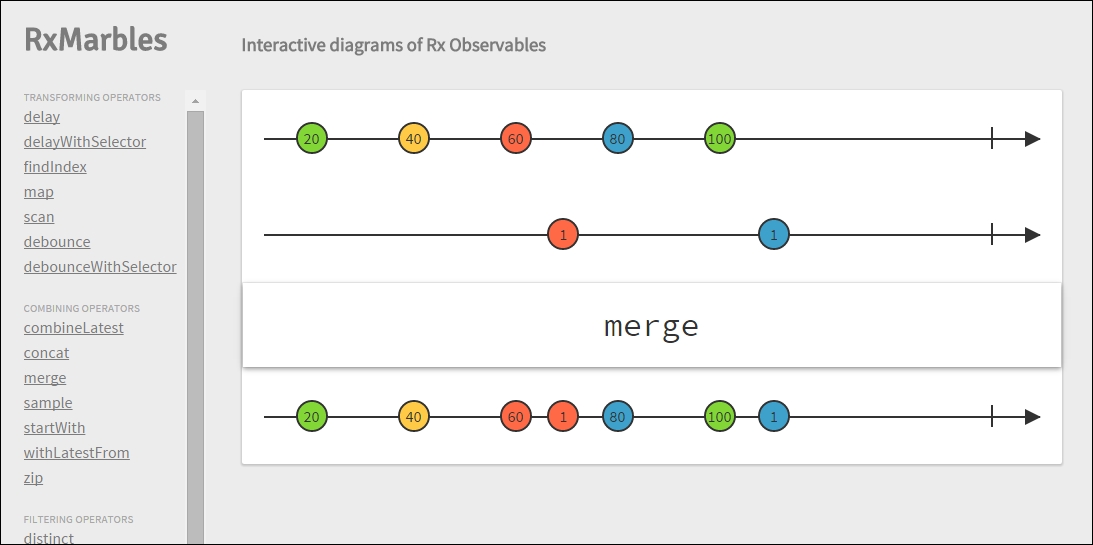 RxMarbles
Interactive diagrams of Rx Observables
TRANSFORMING OPERATORS
delay
delayWithSelector
findIndex
map
scan
debounce
debounceWithSelector
COMBINING OPERATORS
combineLatest
concat
merge
sample
startWith
withLatestFrom
zip
FILTERING OPERATORS
distinct
20 40 60 80 100
1 1
merge
20 40 60 1 80 100 1